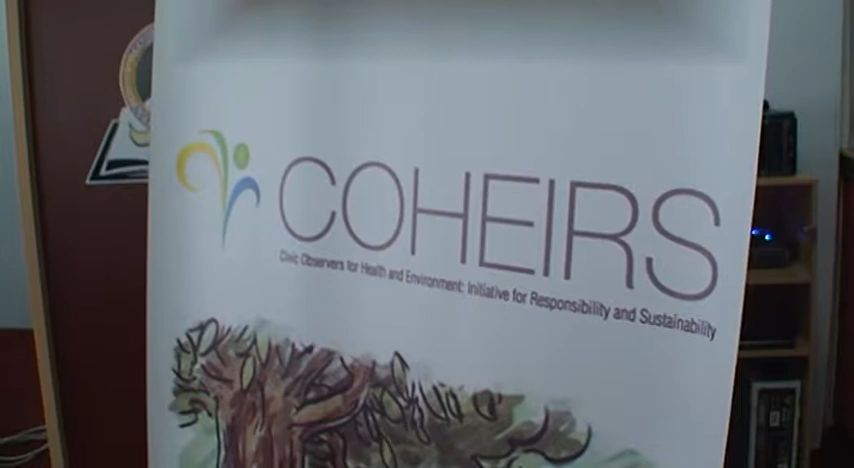 COHEIRS
Civic Observers for Health and Environment: Initiative for Responsibility and Sustainability